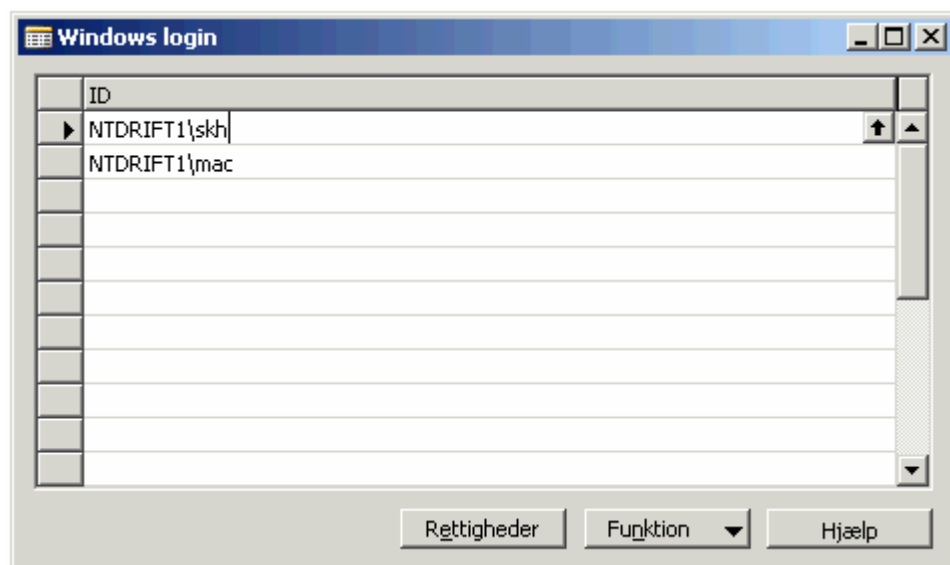 Windows login
ID
NTDRIFT1\skh
NTDRIFT1\mac
Rettigheder
Funktion
Hjælp